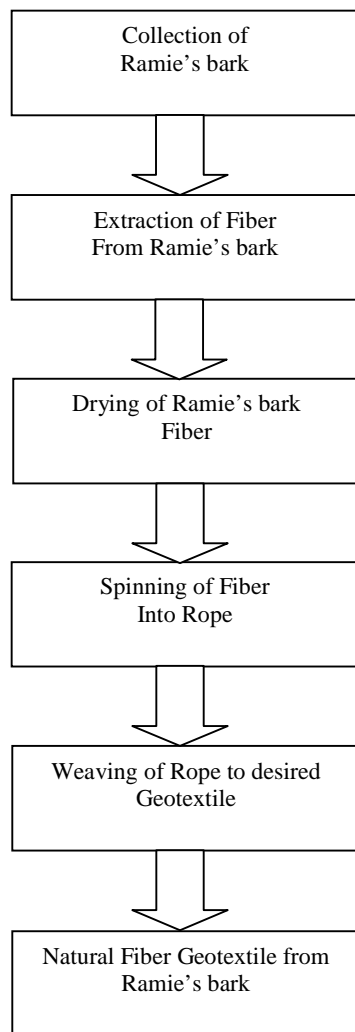 Collection of
Ramie's bark
Extraction of Fiber
From Ramie's bark
Drying of Ramie's bark
Fiber
Spinning of Fiber
Into Rope
Weaving of Rope to desired
Geotextile
Natural Fiber Geotextile from
Ramie's bark